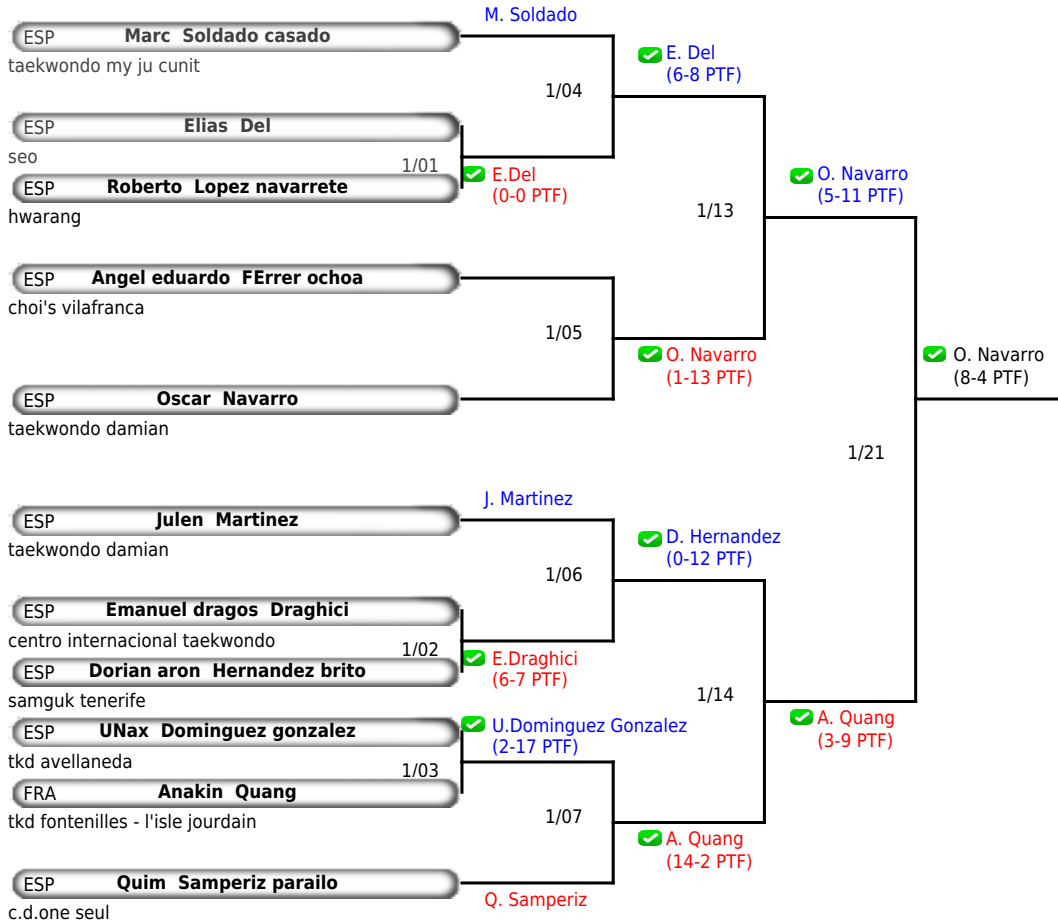 M. Soldado
ESP Marc Soldado casado
taekwondo my ju cunit
E. Del
(6-8 PTF)
1/04
ESP Elias Del
seo
1/01
E.Del
(0-0 PTF)
ESP Roberto Lopez navarrete
hwarang
O. Navarro
(5-11 PTF)
1/13
ESP Angel eduardo FErrer ochoa
choi's vilafranca
1/05
O. Navarro
(1-13 PTF)
O. Navarro
(8-4 PTF)
ESP Oscar Navarro
taekwondo damian
1/21
J. Martinez
ESP Julen Martinez
taekwondo damian
D. Hernandez
(0-12 PTF)
1/06
ESP Emanuel dragos Draghici
centro internacional taekwondo
1/02
E.Draghici
(6-7 PTF)
ESP Dorian aron Hernandez brito
samguk tenerife
1/14
A. Quang
(3-9 PTF)
ESP UNax Dominguez gonzalez
U.Dominguez Gonzalez
(2-17 PTF)
tkd avellaneda
1/03
FRA Anakin Quang
tkd fontenilles - l'isle jourdain
1/07
A. Quang
(14-2 PTF)
ESP Quim Samperiz parailo
Q. Samperiz
c.d.one seul